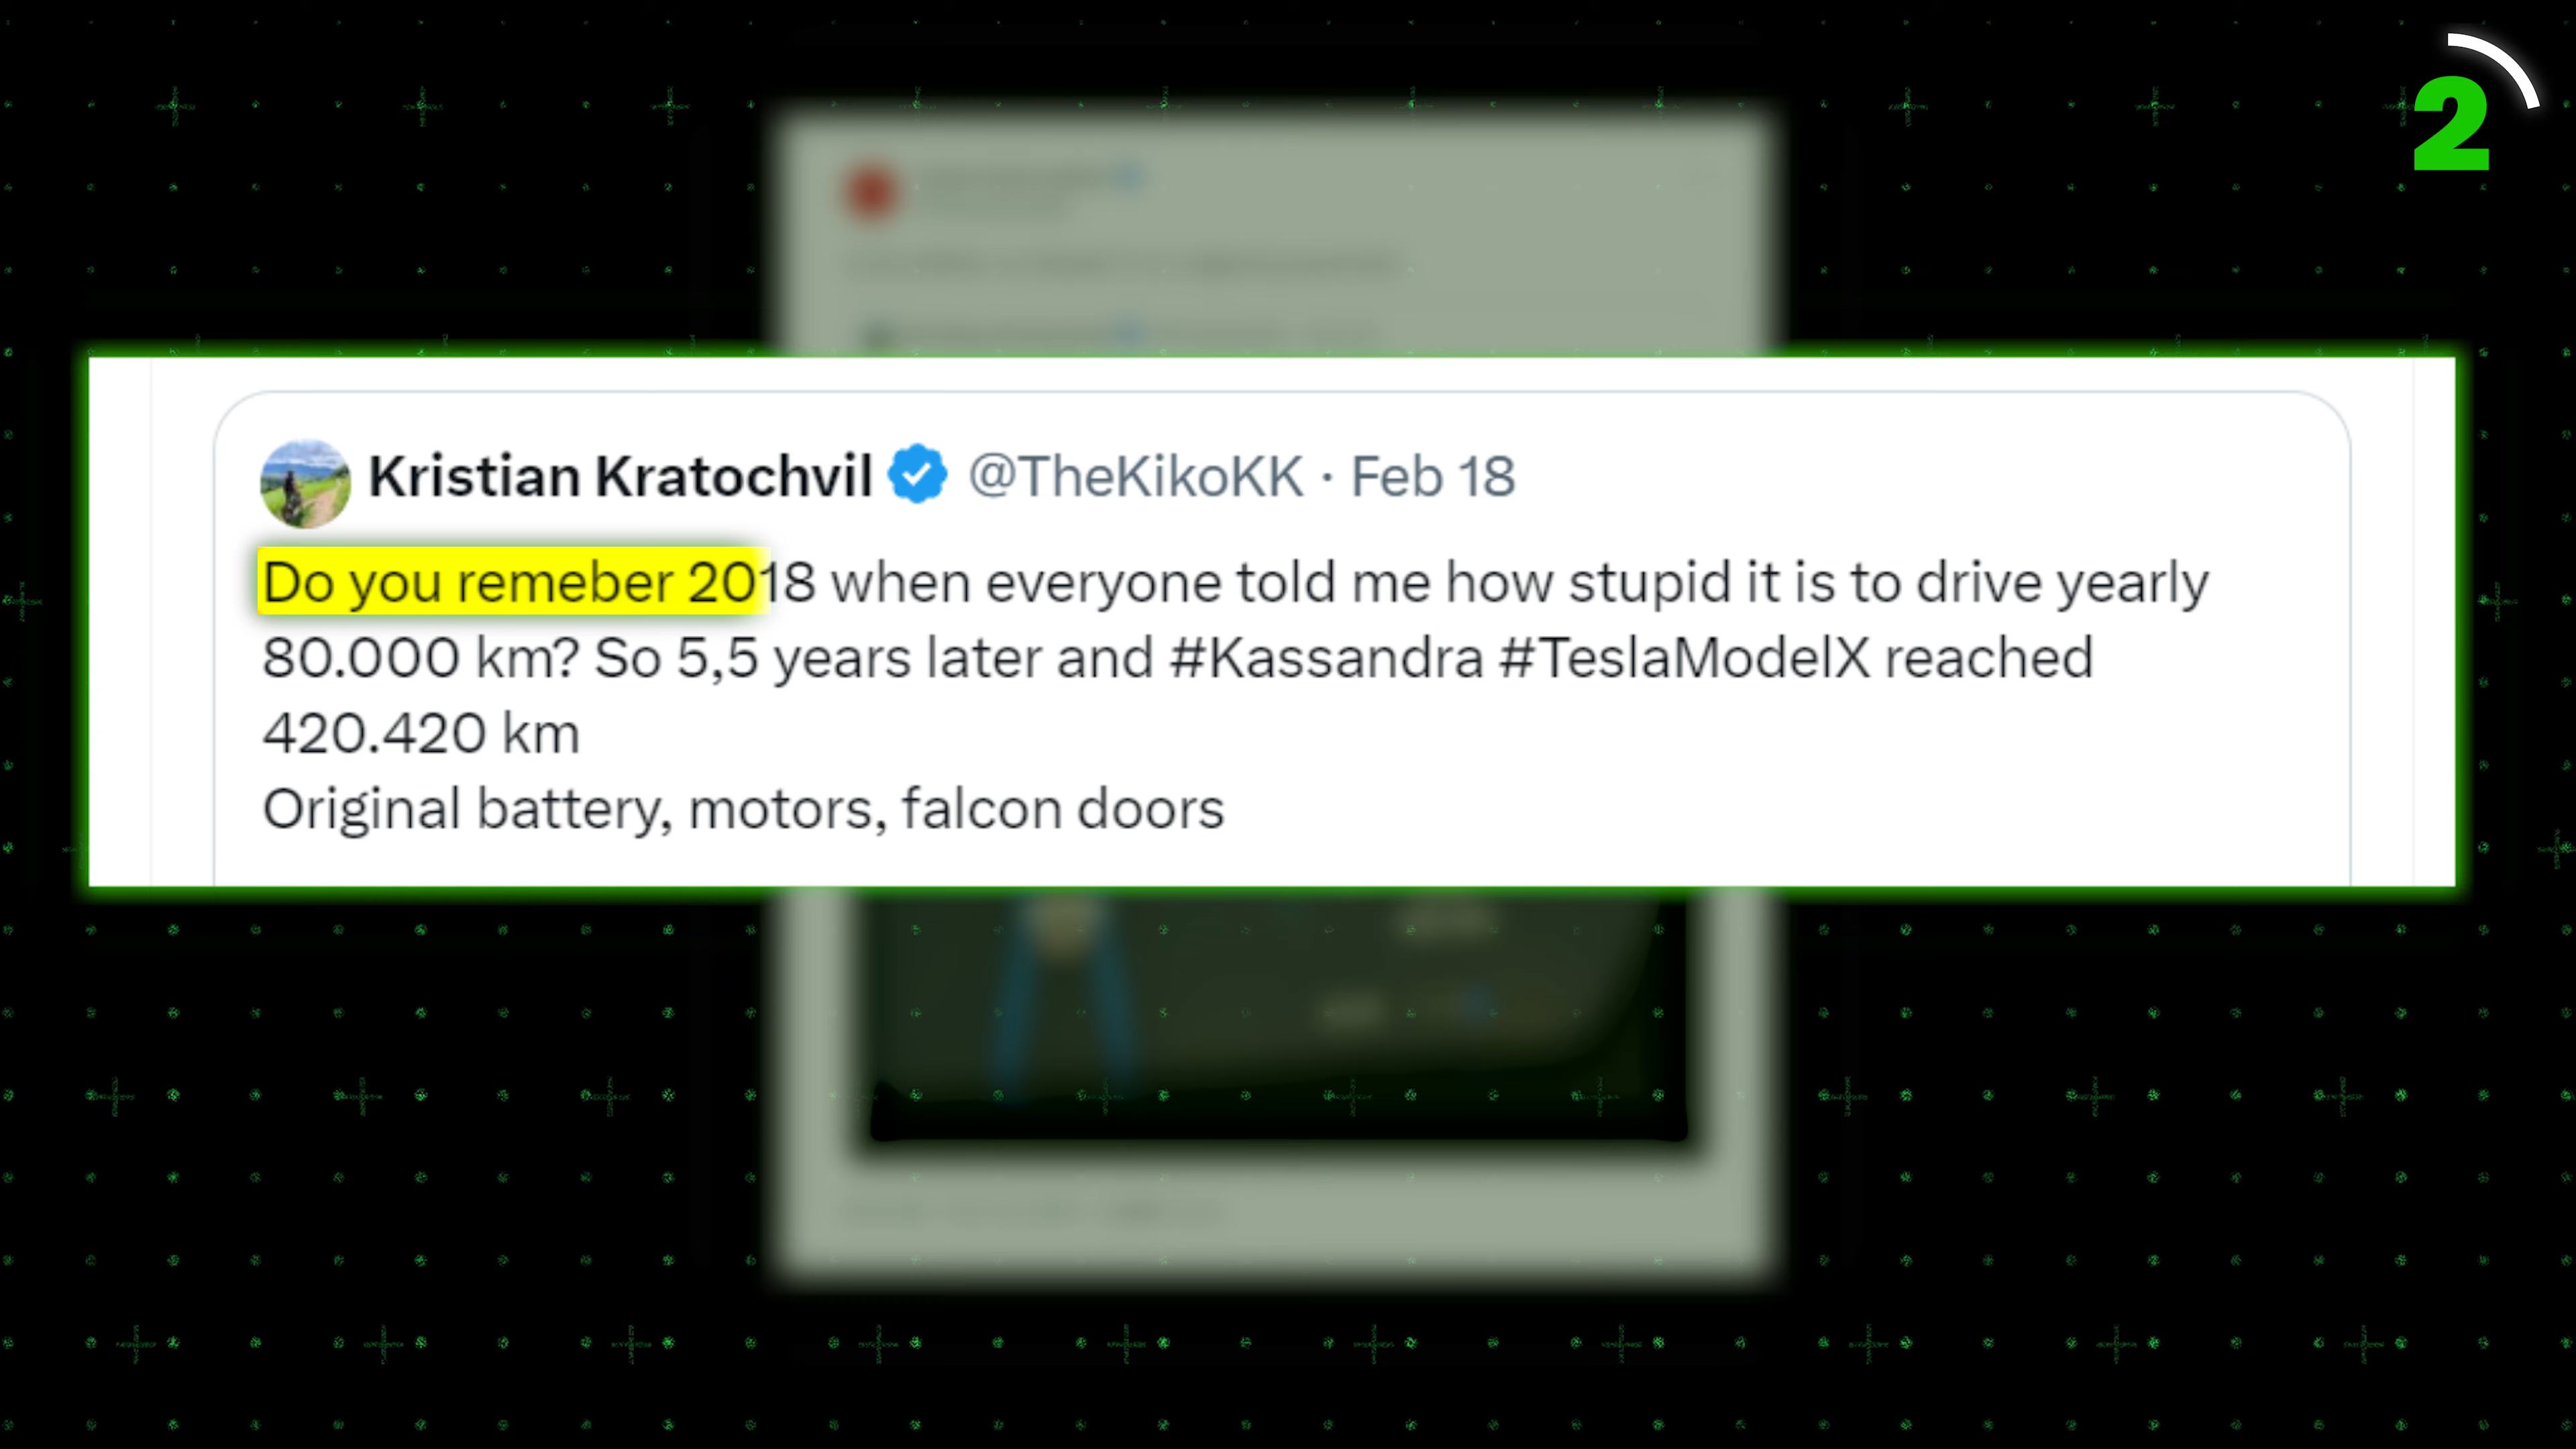 2
Kristian Kratochvil @TheKikoKK · Feb 18
Do you remeber 2018 when everyone told me how stupid it is to drive yearly
80.000 km? So 5,5 years later and #Kassandra #TeslaModelX reached
420.420 km
Original battery, motors, falcon doors